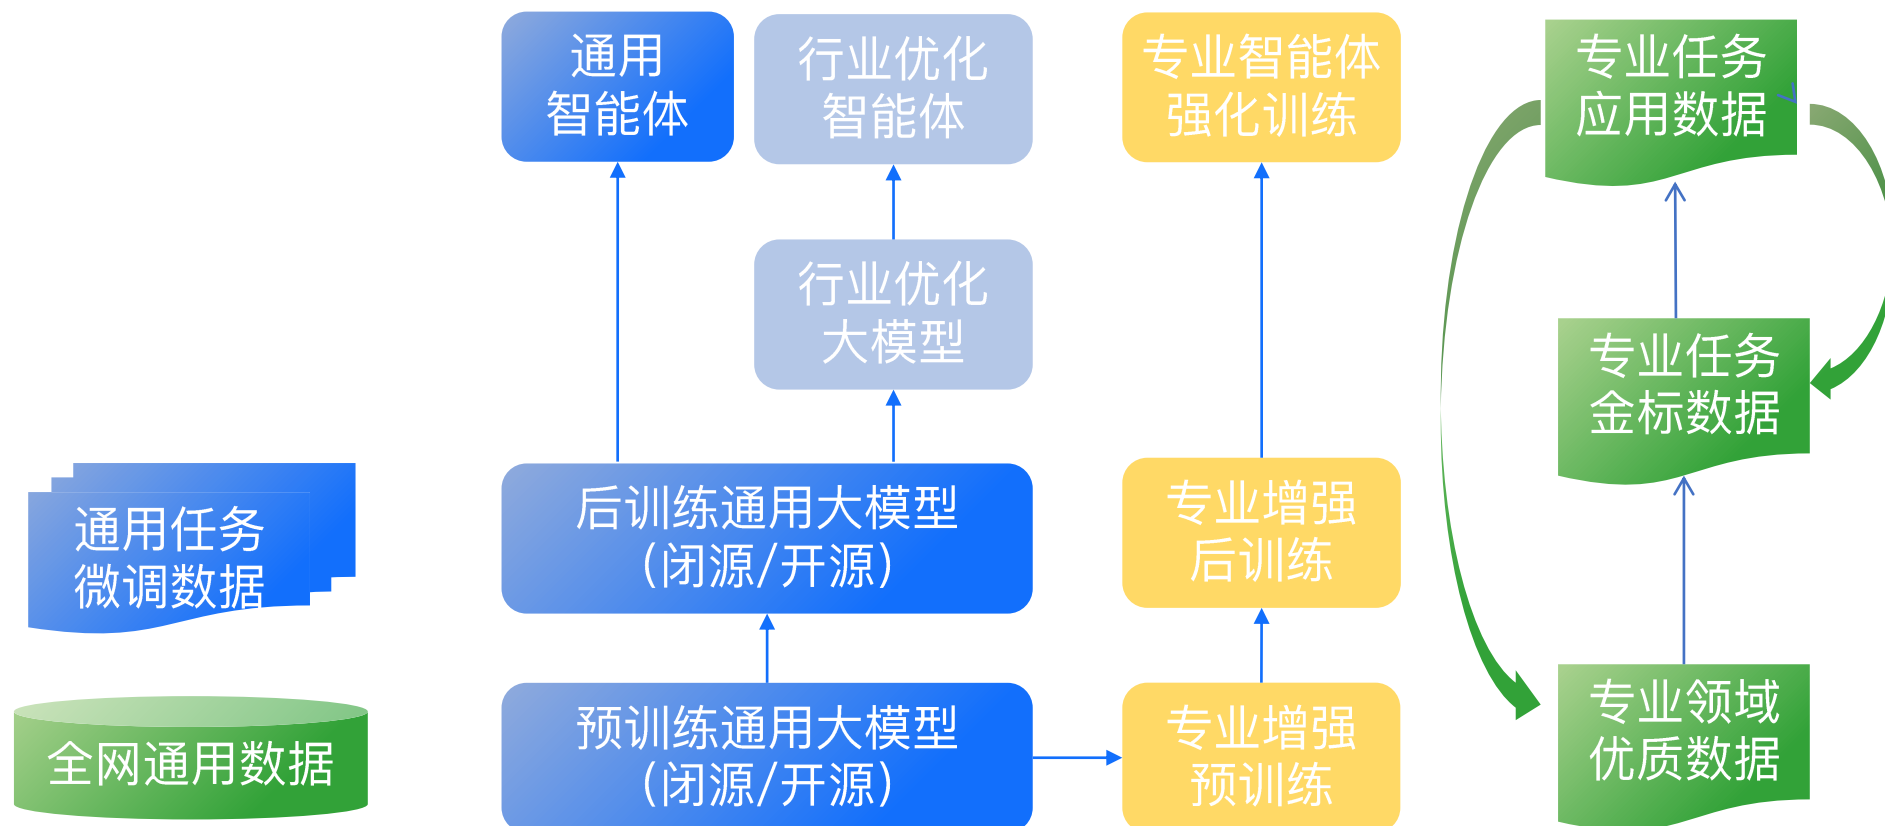 通用
智能体
行业优化
智能体
专业智能体
强化训练
专业任务
应用数据
行业优化
大模型
专业任务
金标数据
通用任务
微调数据
后训练通用大模型
（闭源/开源）
专业增强
后训练
全网通用数据
预训练通用大模型
（闭源/开源）
专业增强
预训练
专业领域
优质数据